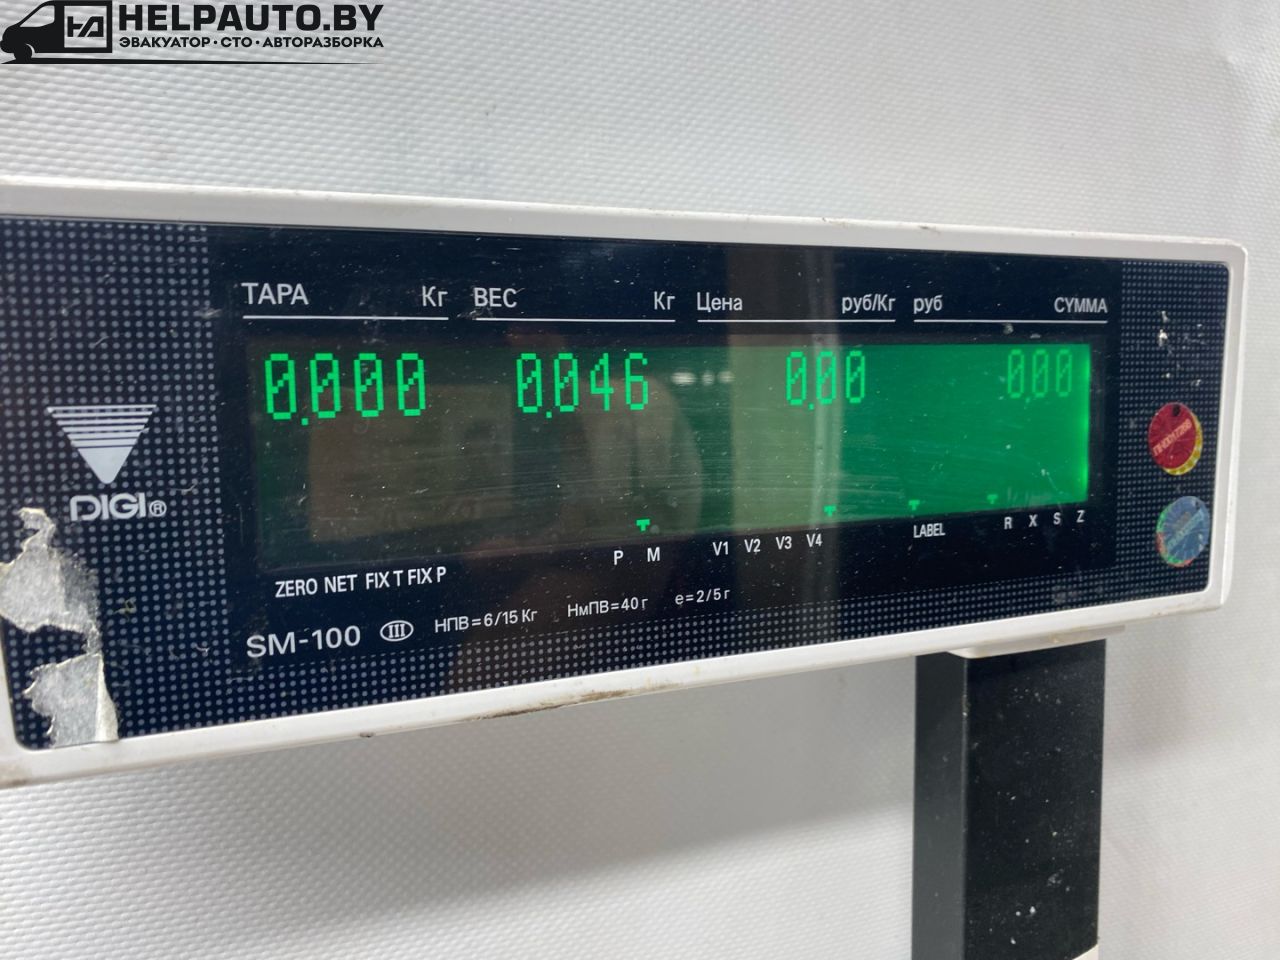 HELPAUTO.BY
ЭВАКУАТОР · СТО · АВТОРАЗБОРКА
ТАРА Кг ВЕС Кг Цена руб/Кг руб СУММА
0.000 0.046 0.00 0.00
DIGI®
P M V1 V2 V3 V4 LABEL R X S Z
ZERO NET FIX T FIX P
SM-100 III НПВ=6/15 Кг НмПВ=40 г e=2/5 г